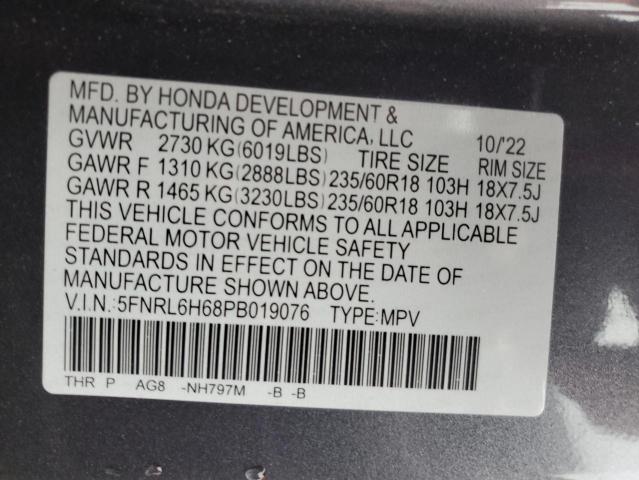 MFD. BY HONDA DEVELOPMENT &
MANUFACTURING OF AMERICA, LLC 10/'22
GVWR 2730 KG(6019LBS) TIRE SIZE RIM SIZE
GAWR F 1310 KG(2888LBS) 235/60R18 103H 18X7.5J
GAWR R 1465 KG(3230LBS) 235/60R18 103H 18X7.5J
THIS VEHICLE CONFORMS TO ALL APPLICABLE
FEDERAL MOTOR VEHICLE SAFETY
STANDARDS IN EFFECT ON THE DATE OF
MANUFACTURE SHOWN ABOVE.
V.I.N.:5FNRL6H68PB019076 TYPE:MPV
THR P AG8 -NH797M -B -B